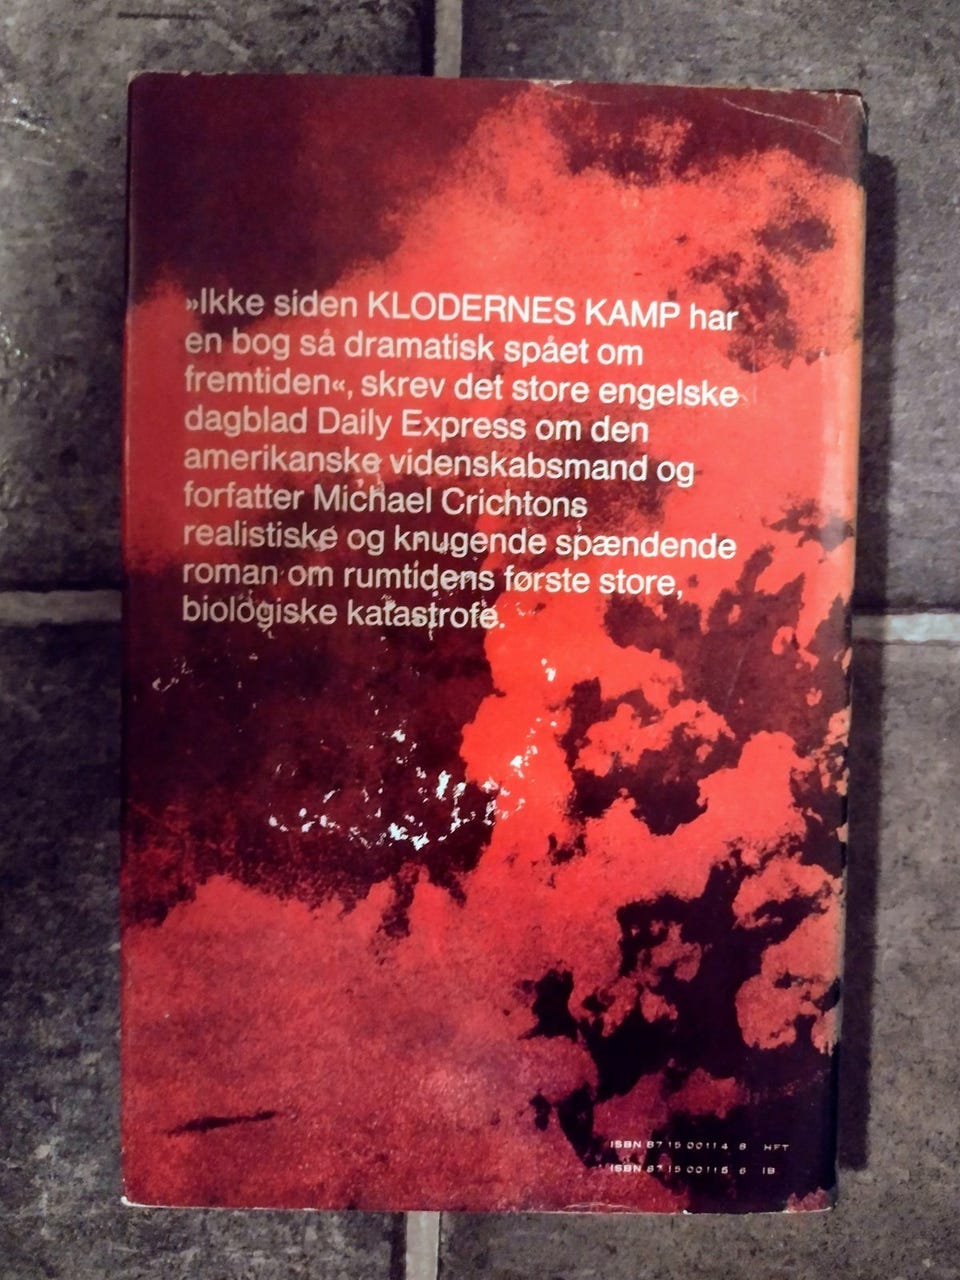 »Ikke siden KLODERNES KAMP har
en bog så dramatisk spået om
fremtiden«, skrev det store engelske
dagblad Daily Express om den
amerikanske videnskabsmand og
forfatter Michael Crichtons
realistiske og knugende spændende
roman om rumtidens første store,
biologiske katastrofe.
ISBN 87 15 00114 8 HFT
ISBN 87 15 00115 6 IB